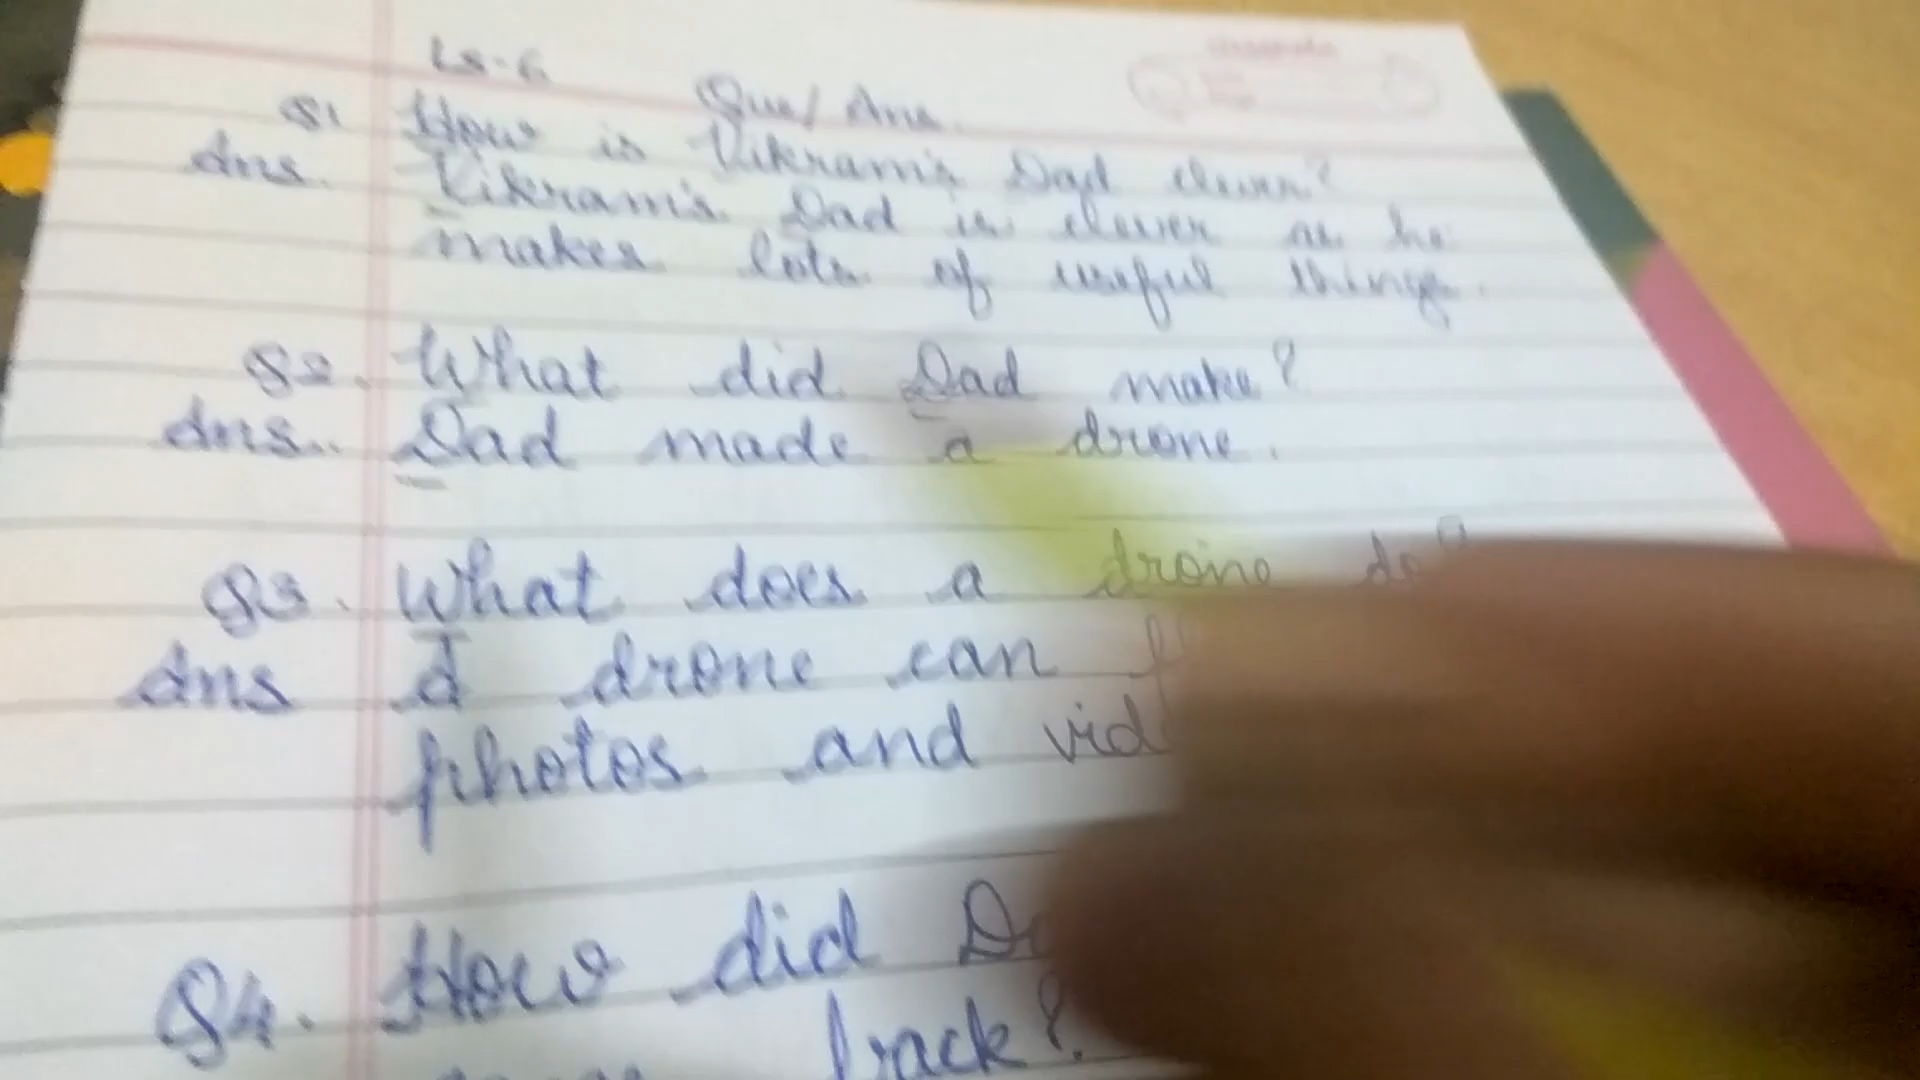 Ls-6
Que/Ans.
Q1. How is Vikram's Dad clever?
Ans. Vikram's Dad is clever as he
makes lots of useful things.
Q2. What did Dad make?
Ans.. Dad made a drone.
Q3. What does a drone do?
Ans A drone can
photos and
Q4. How did
back?